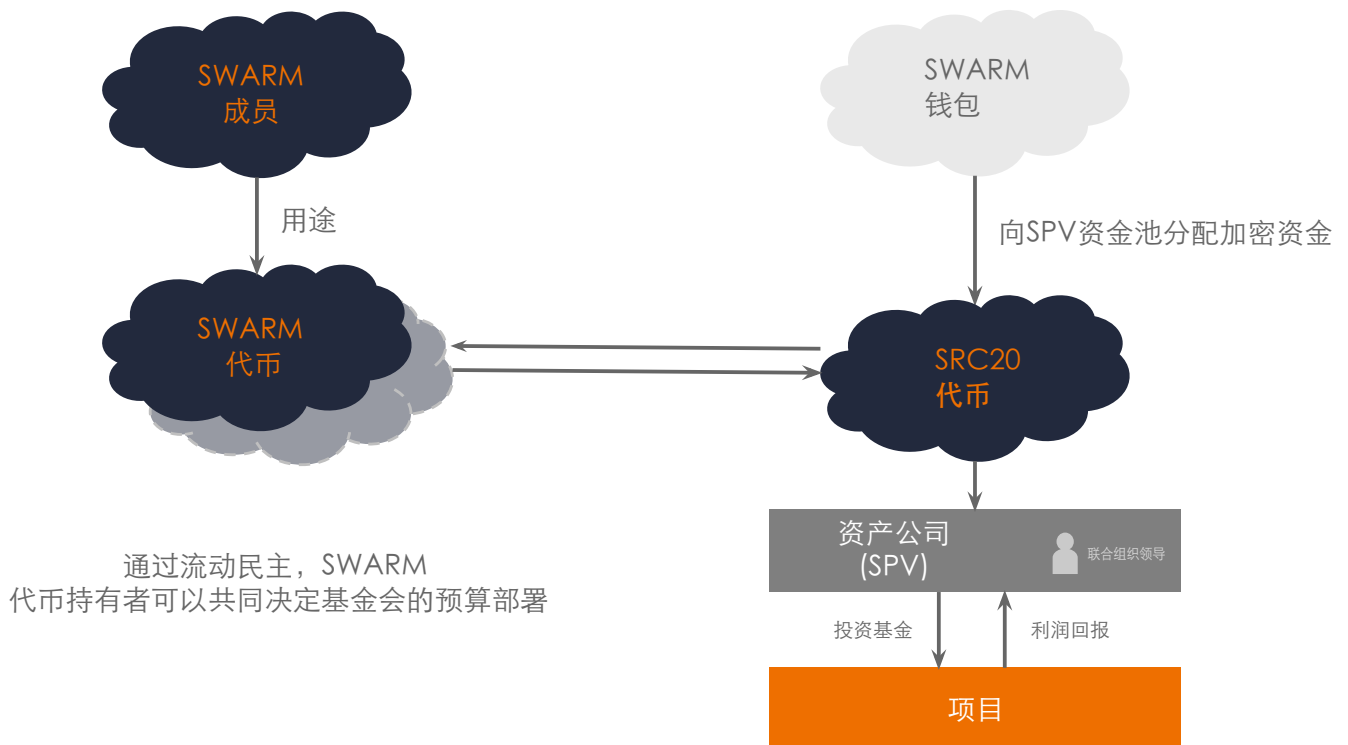 SWARM
成员
SWARM
钱包
用途
向SPV资金池分配加密资金
SWARM
代币
SRC20
代币
资产公司
(SPV)
联合组织领导
通过流动民主，SWARM
代币持有者可以共同决定基金会的预算部署
投资基金
利润回报
项目